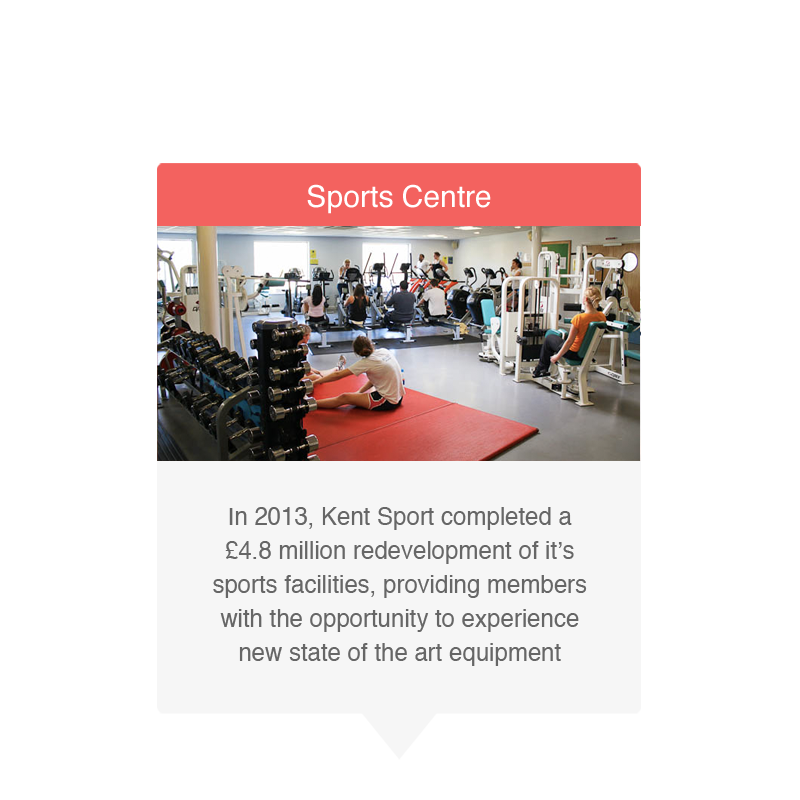 Sports Centre
In 2013, Kent Sport completed a
£4.8 million redevelopment of it's
sports facilities, providing members
with the opportunity to experience
new state of the art equipment